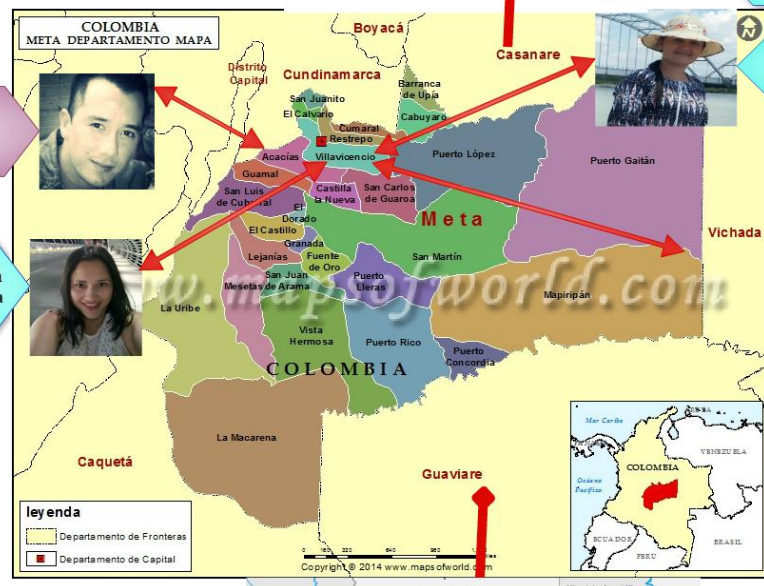 COLOMBIA
META DEPARTAMENTO MAPA
Boyacá
Casanare
Distrito
Capital
Cundinamarca
Barranca
de Upía
San Juanito
El Calvario
Cabuyaro
Cumaral
Restrepo
Acacías
Villavicencio
Puerto López
Puerto Gaitán
Guamal
San Luis
de Cubarral
Castilla
la Nueva
San Carlos
de Guaroa
El
Dorado
Meta
El Castillo
Vichada
Granada
San Martín
Lejanías
Fuente
de Oro
San Juan
de Arama
Mesetas
Puerto
Lleras
Mapiripán
www.mapsofworld.com
La Uribe
Vista
Hermosa
Puerto Rico
Puerto
Concordia
COLOMBIA
La Macarena
Caquetá
Guaviare
leyenda
Departamento de Fronteras
Departamento de Capital
Copyright © 2014 www.mapsofworld.com
Mar Caribe
VENEZUELA
COLOMBIA
Océano
Pacífico
ECUADOR
PERU
BRASIL
N
a
a